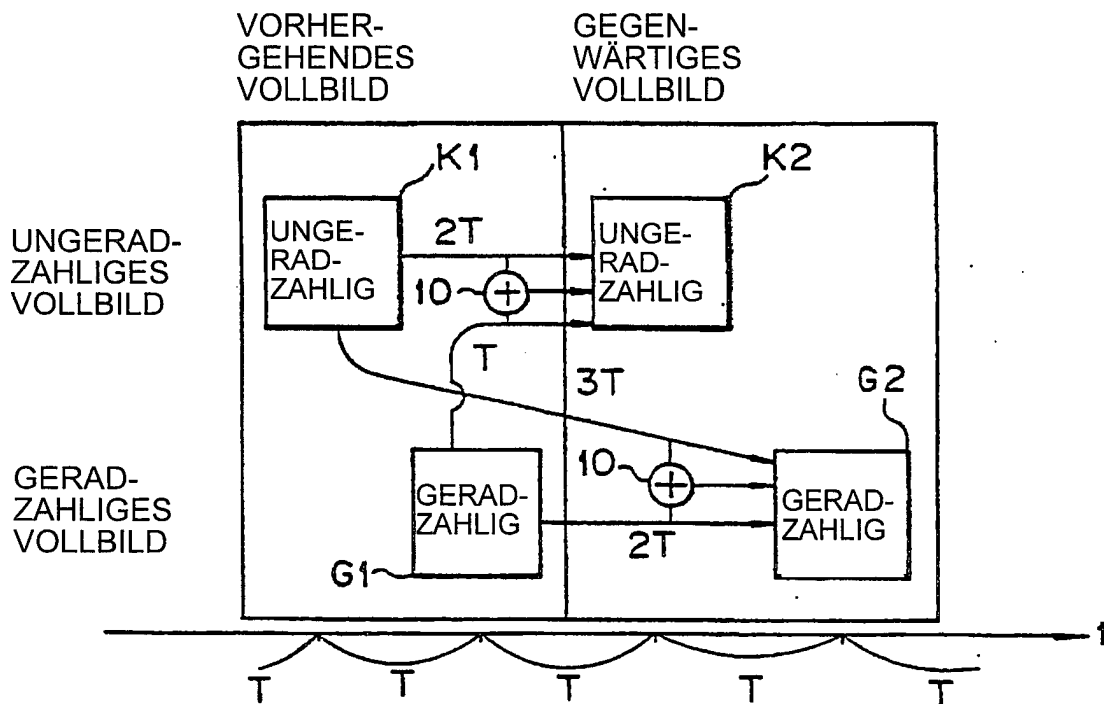 VORHER-
GEHENDES
VOLLBILD
GEGEN-
WÄRTIGES
VOLLBILD
K1
K2
UNGERAD-
ZAHLIGES
VOLLBILD
UNGE-
RAD-
ZAHLIG
2T
10
UNGE-
RAD-
ZAHLIG
T
3T
G2
GERAD-
ZAHLIGES
VOLLBILD
GERAD-
ZAHLIG
10
GERAD-
ZAHLIG
2T
G1
t
T T T T T